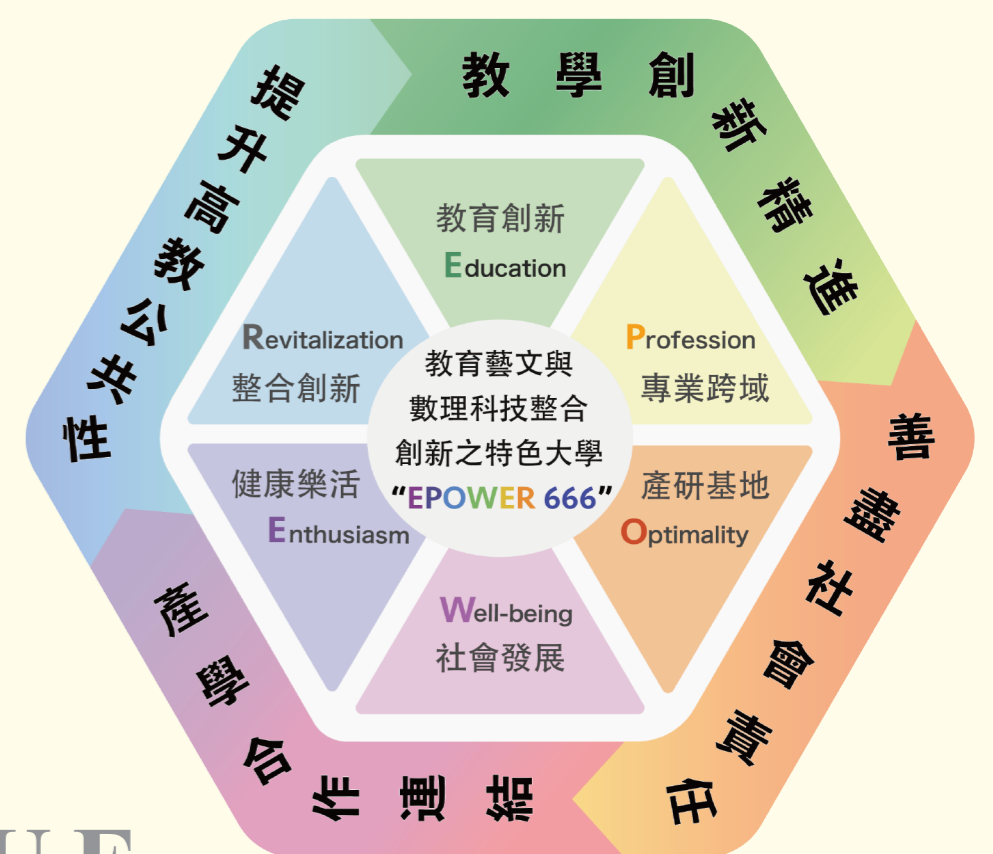 提升高教公共性
教學創新精進
善盡社會責任
產學合作連結
教育創新
Education
Profession
專業跨域
產研基地
Optimality
Well-being
社會發展
健康樂活
Enthusiasm
Revitalization
整合創新
教育藝文與
數理科技整合
創新之特色大學
“EPOWER 666”